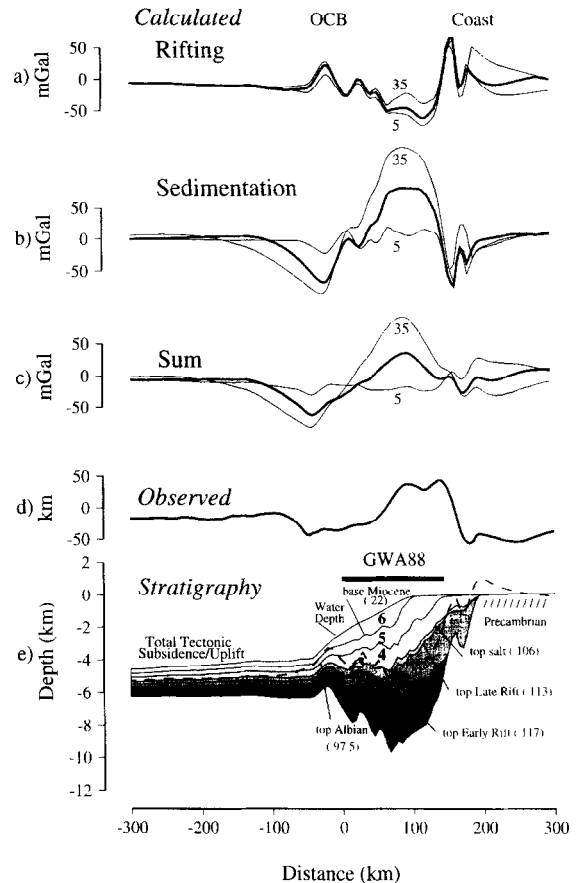 Calculated OCB Coast
Rifting
a) mGal
50
0
-50
35
5
Sedimentation
b) mGal
50
0
-50
35
5
Sum
c) mGal
50
0
-50
35
5
Observed
d) km
50
0
-50
GWA88
Stratigraphy
e) Depth (km)
2
0
-2
-4
-6
-8
-10
-12
base Miocene
(22)
Water
Depth
6
5
4
3
Precambrian
Total Tectonic
Subsidence/Uplift
top salt (106)
top Late Rift (113)
top Albian
(97.5)
top Early Rift (117)
-300 -200 -100 0 100 200 300
Distance (km)